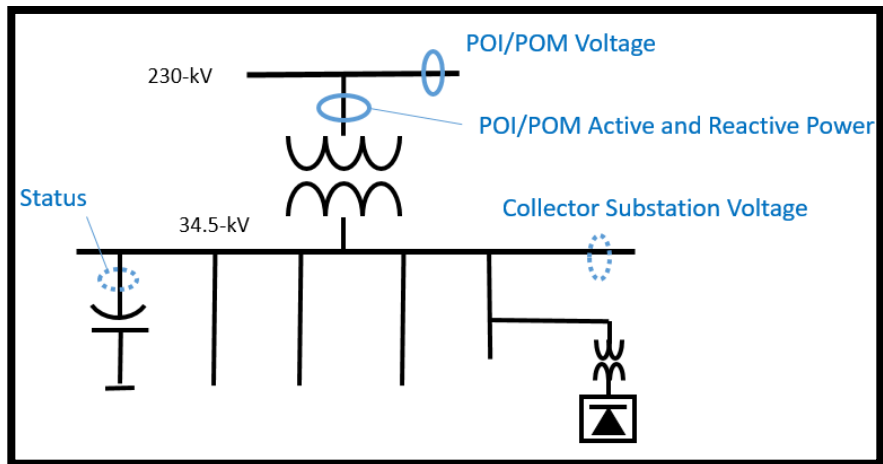 POI/POM Voltage
230-kV
POI/POM Active and Reactive Power
Status
34.5-kV
Collector Substation Voltage